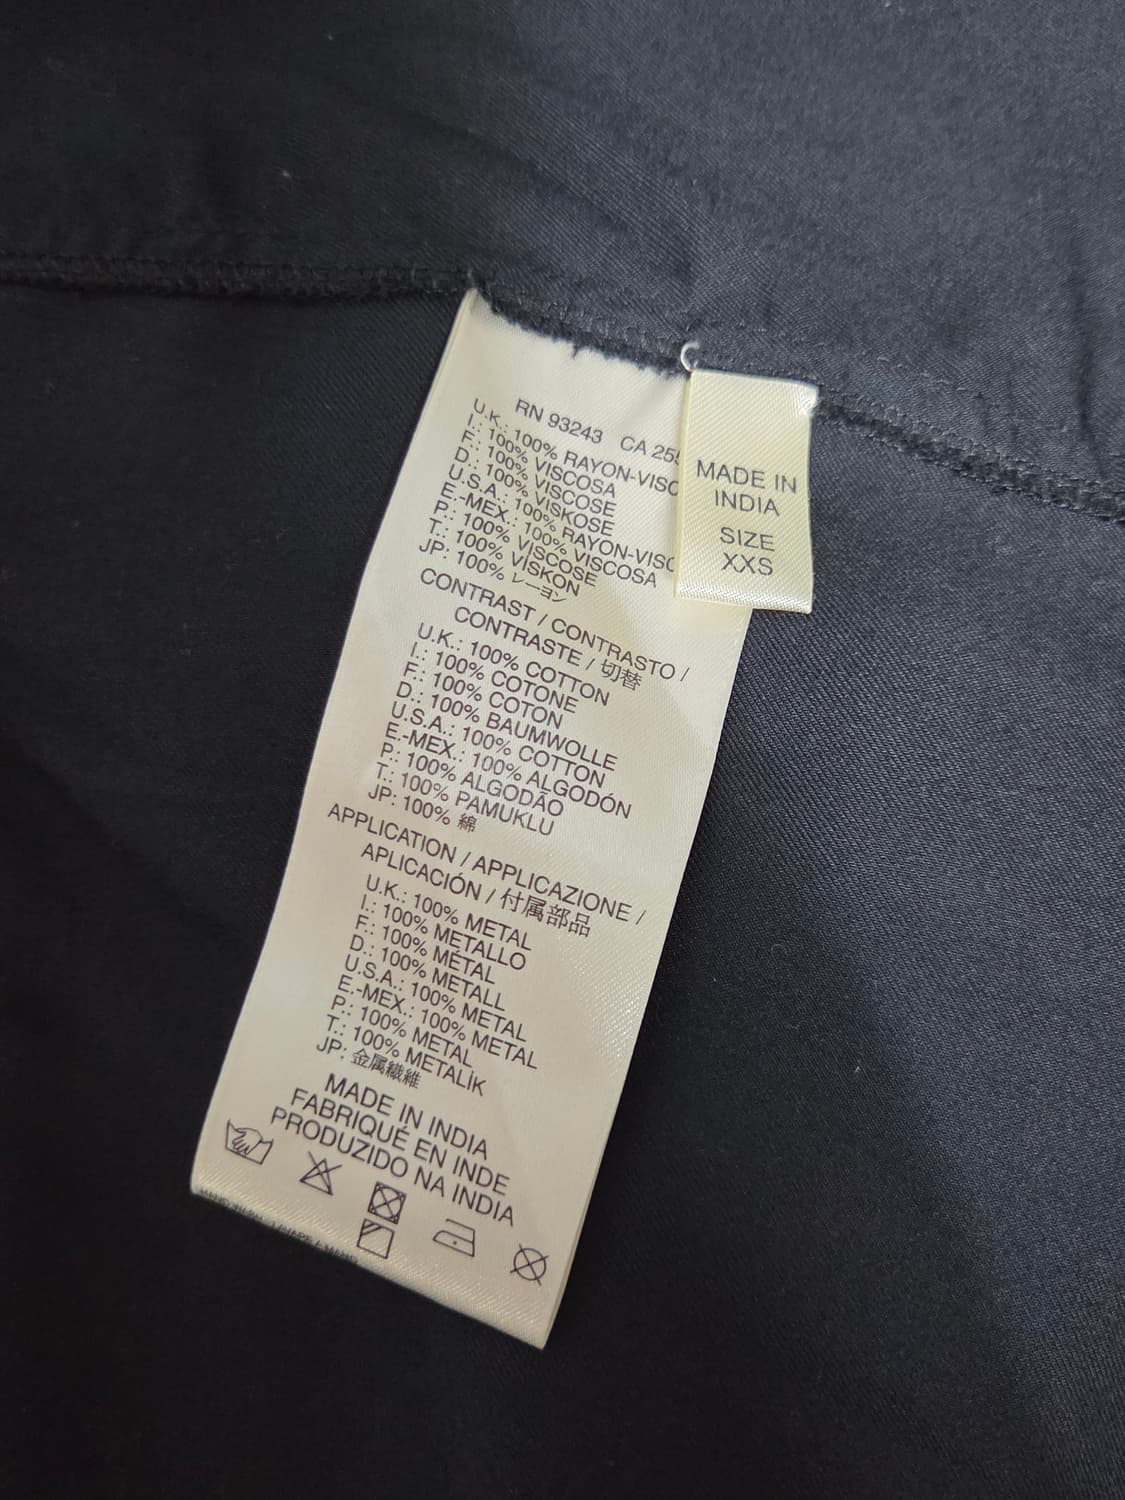 RN 93243 CA
U.K.: 100% RAYON-VISC
I.: 100% VISCOSA
F.: 100% VISCOSE
D.: 100% VISKOSE
U.S.A.: 100% RAYON-VISC
E.-MEX.: 100% VISCOSA
P.: 100% VISCOSE
T.: 100% VİSKON
JP: 100% レーヨン
CONTRAST / CONTRASTO /
CONTRASTE / 切替
U.K.: 100% COTTON
I.: 100% COTONE
F.: 100% COTON
D.: 100% BAUMWOLLE
U.S.A.: 100% COTTON
E.-MEX.: 100% ALGODÓN
P.: 100% ALGODÃO
T.: 100% PAMUKLU
JP: 100% 綿
APPLICATION / APPLICAZIONE /
APLICACIÓN / 付属部品
U.K.: 100% METAL
I.: 100% METALLO
F.: 100% MÉTAL
D.: 100% METALL
U.S.A.: 100% METAL
E.-MEX.: 100% METAL
P.: 100% METAL
T.: 100% METALİK
JP: 金属繊維
MADE IN INDIA
FABRIQUÉ EN INDE
PRODUZIDO NA INDIA
MADE IN
INDIA
SIZE
XXS